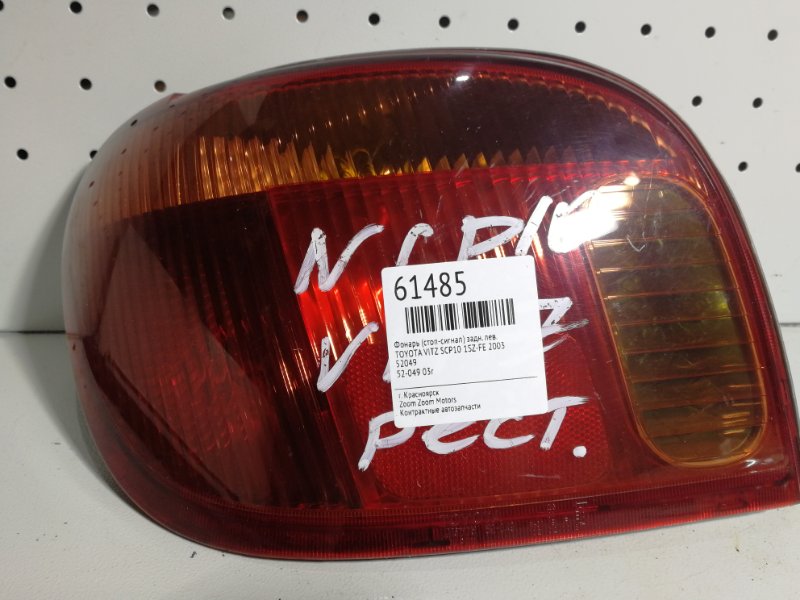 N SCP10
61485
Фонарь (стоп-сигнал) задн. лев.
TOYOTA VITZ SCP10 1SZ-FE 2003
52049
52-049 03г
г. Красноярск
Zoom Zoom Motors
Контрактные автозапчасти
рест.